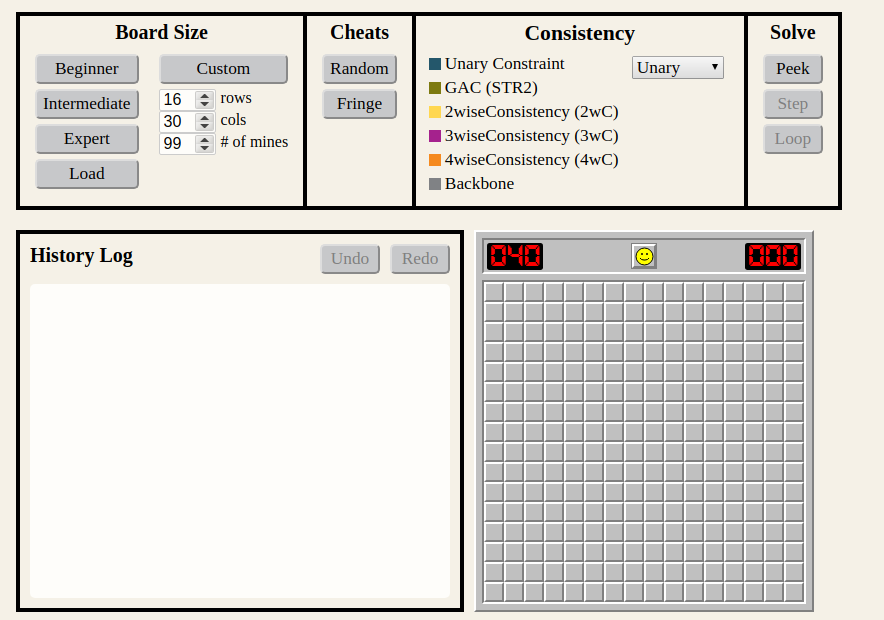 Board Size
Beginner
Custom
Intermediate
16 rows
30 cols
99 # of mines
Expert
Load
Cheats
Random
Fringe
Consistency
Unary Constraint
Unary
GAC (STR2)
2wiseConsistency (2wC)
3wiseConsistency (3wC)
4wiseConsistency (4wC)
Backbone
Solve
Peek
Step
Loop
History Log
Undo
Redo
040
000